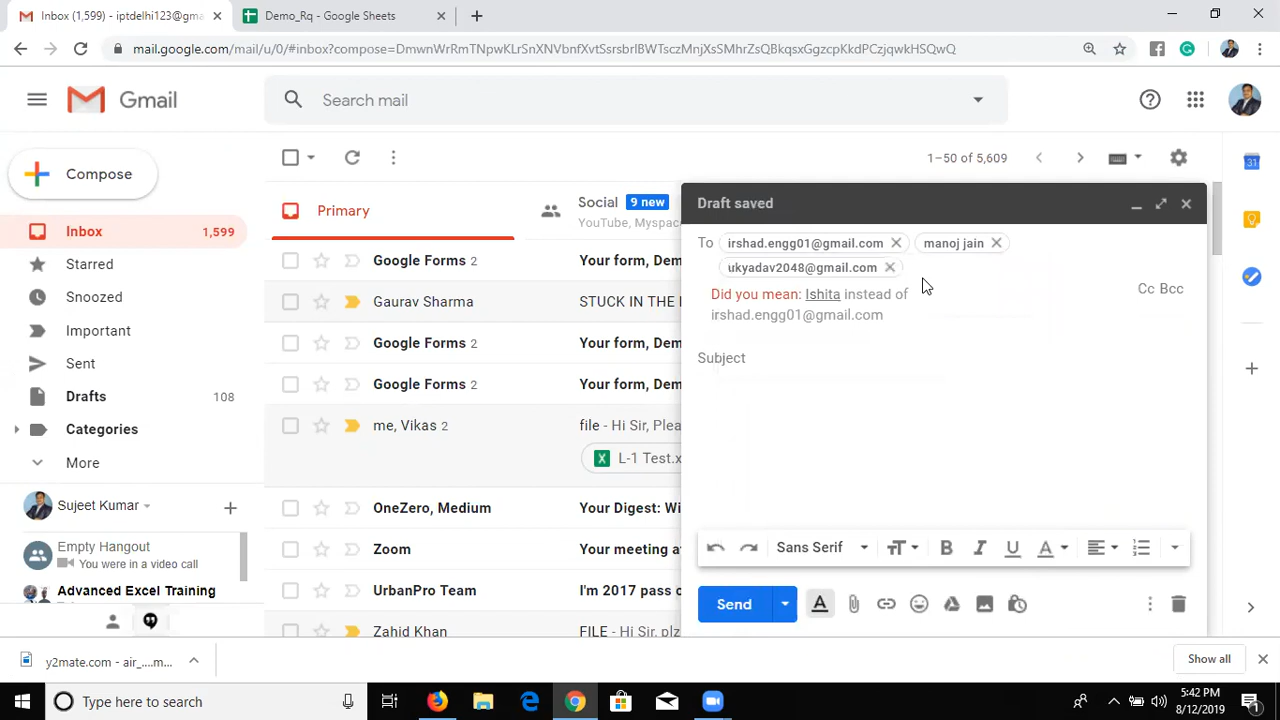 Inbox (1,599) - iptdelhi123@gma
Demo_Rq - Google Sheets
mail.google.com/mail/u/0/#inbox?compose=DmwnWrRmTNpwKLrSnXNVbnfXvtSsrsbrlBWTsczMnjXsSMhrZsQBkqsxGgzcpKkdPCzjqwkHSQwQ
Gmail
Search mail
Compose
1–50 of 5,609
Inbox 1,599
Starred
Snoozed
Important
Sent
Drafts 108
Categories
More
Sujeet Kumar
Empty Hangout
You were in a video call
Advanced Excel Training
Primary
Social 9 new
YouTube, Myspac
Google Forms 2 Your form, Dem
Gaurav Sharma STUCK IN THE
Google Forms 2 Your form, Dem
Google Forms 2 Your form, Dem
me, Vikas 2 file - Hi Sir, Plea
L-1 Test.x
OneZero, Medium Your Digest: Wi
Zoom Your meeting a
UrbanPro Team I'm 2017 pass o
Zahid Khan FILE - Hi Sir, plz
Draft saved
To irshad.engg01@gmail.com manoj jain
ukyadav2048@gmail.com
Did you mean: Ishita instead of
irshad.engg01@gmail.com
Cc Bcc
Subject
Sans Serif
Send
31
y2mate.com - air_....m...
Show all
Type here to search
5:42 PM
8/12/2019
1